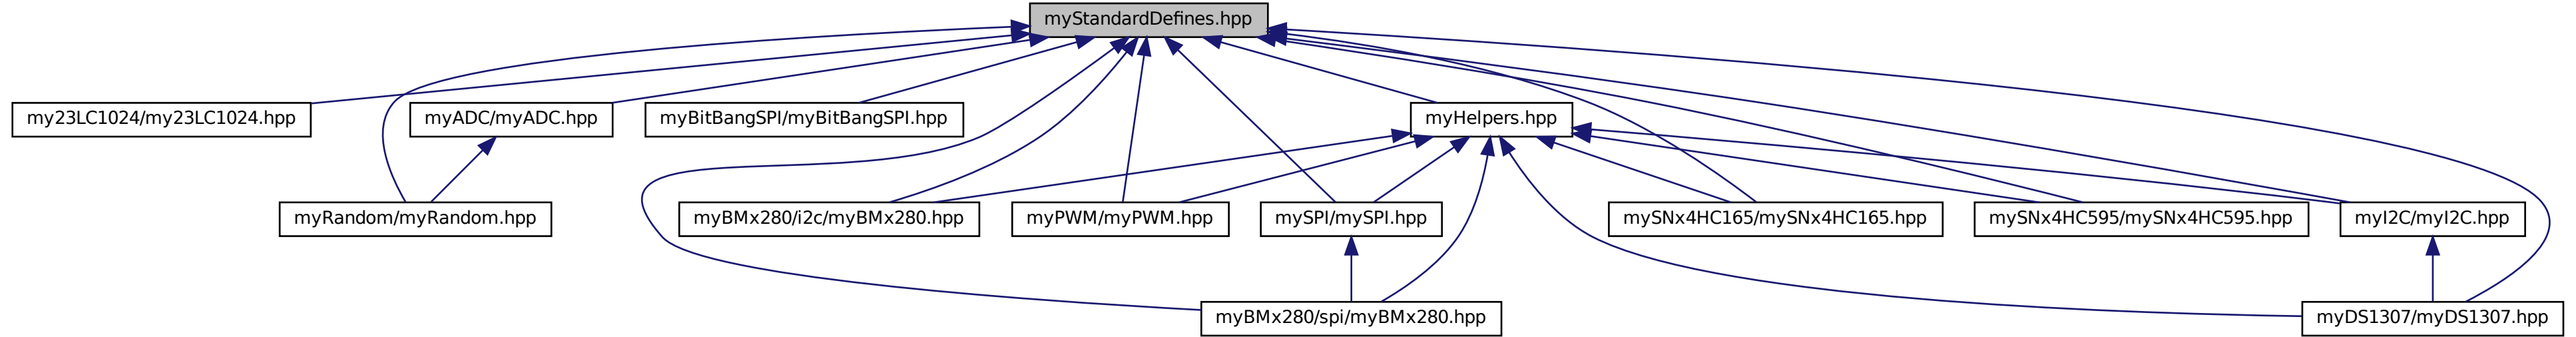 myStandardDefines.hpp
my23LC1024/my23LC1024.hpp
myADC/myADC.hpp
myBitBangSPI/myBitBangSPI.hpp
myHelpers.hpp
myRandom/myRandom.hpp
myBMx280/i2c/myBMx280.hpp
myPWM/myPWM.hpp
mySPI/mySPI.hpp
mySNx4HC165/mySNx4HC165.hpp
mySNx4HC595/mySNx4HC595.hpp
myI2C/myI2C.hpp
myBMx280/spi/myBMx280.hpp
myDS1307/myDS1307.hpp